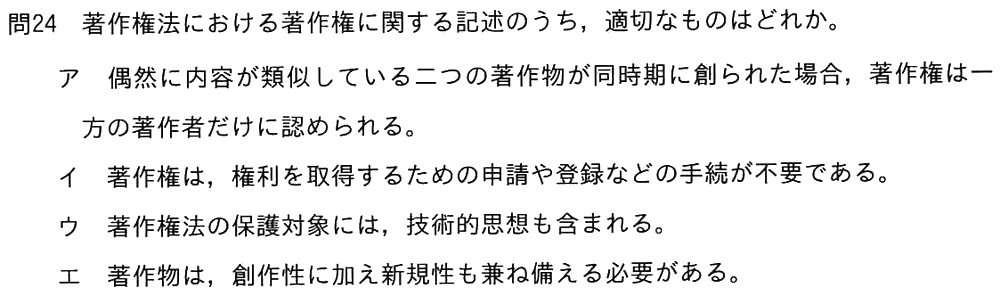 問24　著作権法における著作権に関する記述のうち，適切なものはどれか。
ア　偶然に内容が類似している二つの著作物が同時期に創られた場合，著作権は一
方の著作者だけに認められる。
イ　著作権は，権利を取得するための申請や登録などの手続が不要である。
ウ　著作権法の保護対象には，技術的思想も含まれる。
エ　著作物は，創作性に加え新規性も兼ね備える必要がある。